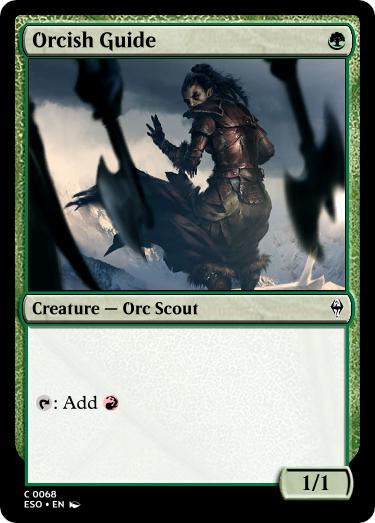 Orcish Guide
Creature — Orc Scout
: Add
1/1
C 0068
ESO • EN